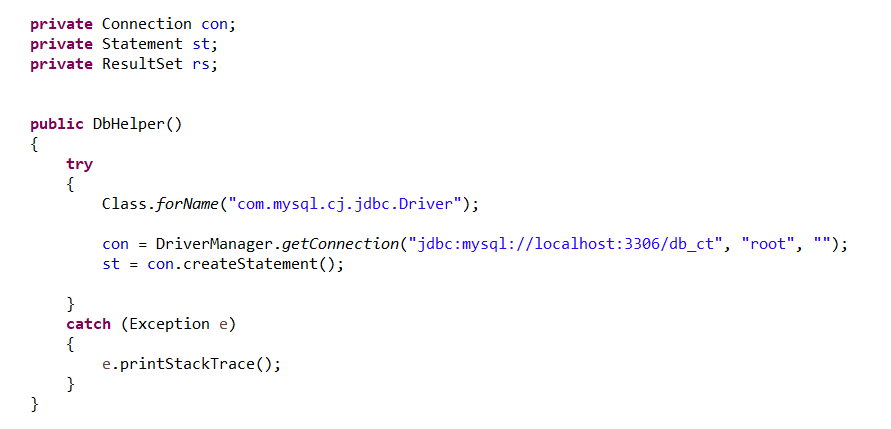 private Connection con;
private Statement st;
private ResultSet rs;
public DbHelper()
{
try
{
Class.forName("com.mysql.cj.jdbc.Driver");
con = DriverManager.getConnection("jdbc:mysql://localhost:3306/db_ct", "root", "");
st = con.createStatement();
}
catch (Exception e)
{
e.printStackTrace();
}
}